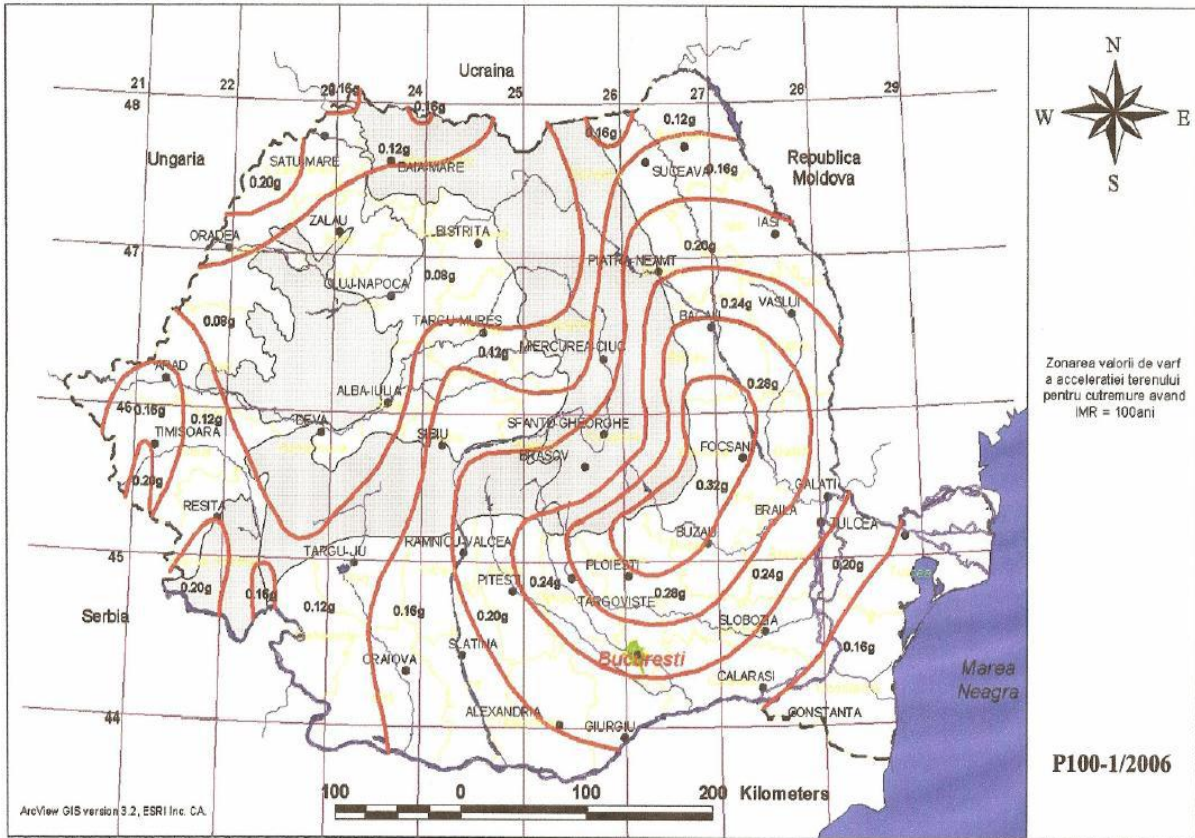 Ucraina
21
22
23
24
25
26
27
28
29
48
0.16g
0.16g
0.16g
0.12g
Ungaria
0.12g
SATU-MARE
BAIA-MARE
0.20g
SUCEAVA
0.16g
Republica
Moldova
ORADEA
ZALAU
BISTRITA
IASI
47
0.20g
PIATRA-NEAMT
0.08g
CLUJ-NAPOCA
0.24g
VASLUI
BACAU
0.08g
TARGU-MURES
MIERCUREA-CIUC
0.12g
ARAD
0.28g
ALBA-IULIA
46
0.16g
0.12g
DEVA
SFANTU-GHEORGHE
TIMISOARA
SIBIU
BRASOV
FOCSANI
0.20g
0.32g
GALATI
RESITA
BRAILA
TULCEA
BUZAU
45
TARGU-JIU
RAMNICU-VALCEA
PLOIESTI
0.20g
0.16g
0.12g
PITESTI
0.24g
0.24g
0.20g
TARGOVISTE
0.28g
Serbia
0.16g
0.20g
SLOBOZIA
SLATINA
Bucuresti
0.16g
CRAIOVA
CALARASI
Marea
Neagra
44
ALEXANDRIA
GIURGIU
CONSTANTA
100
0
100
200
Kilometers
ArcView GIS version 3.2, ESRI Inc. CA.
N
W
E
S
Zonarea valorii de varf
a acceleratiei terenului
pentru cutremure avand
IMR = 100ani
P100-1/2006